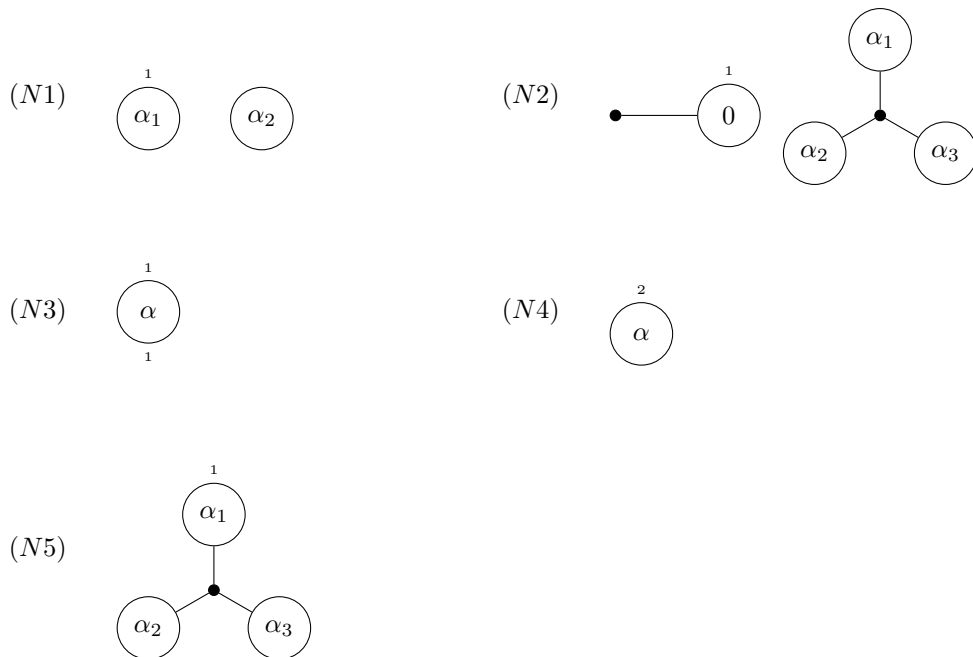 (N1) 1 α₁ α₂
(N2) 1 0 α₁ α₂ α₃
(N3) 1 α 1
(N4) 2 α
(N5) 1 α₁ α₂ α₃